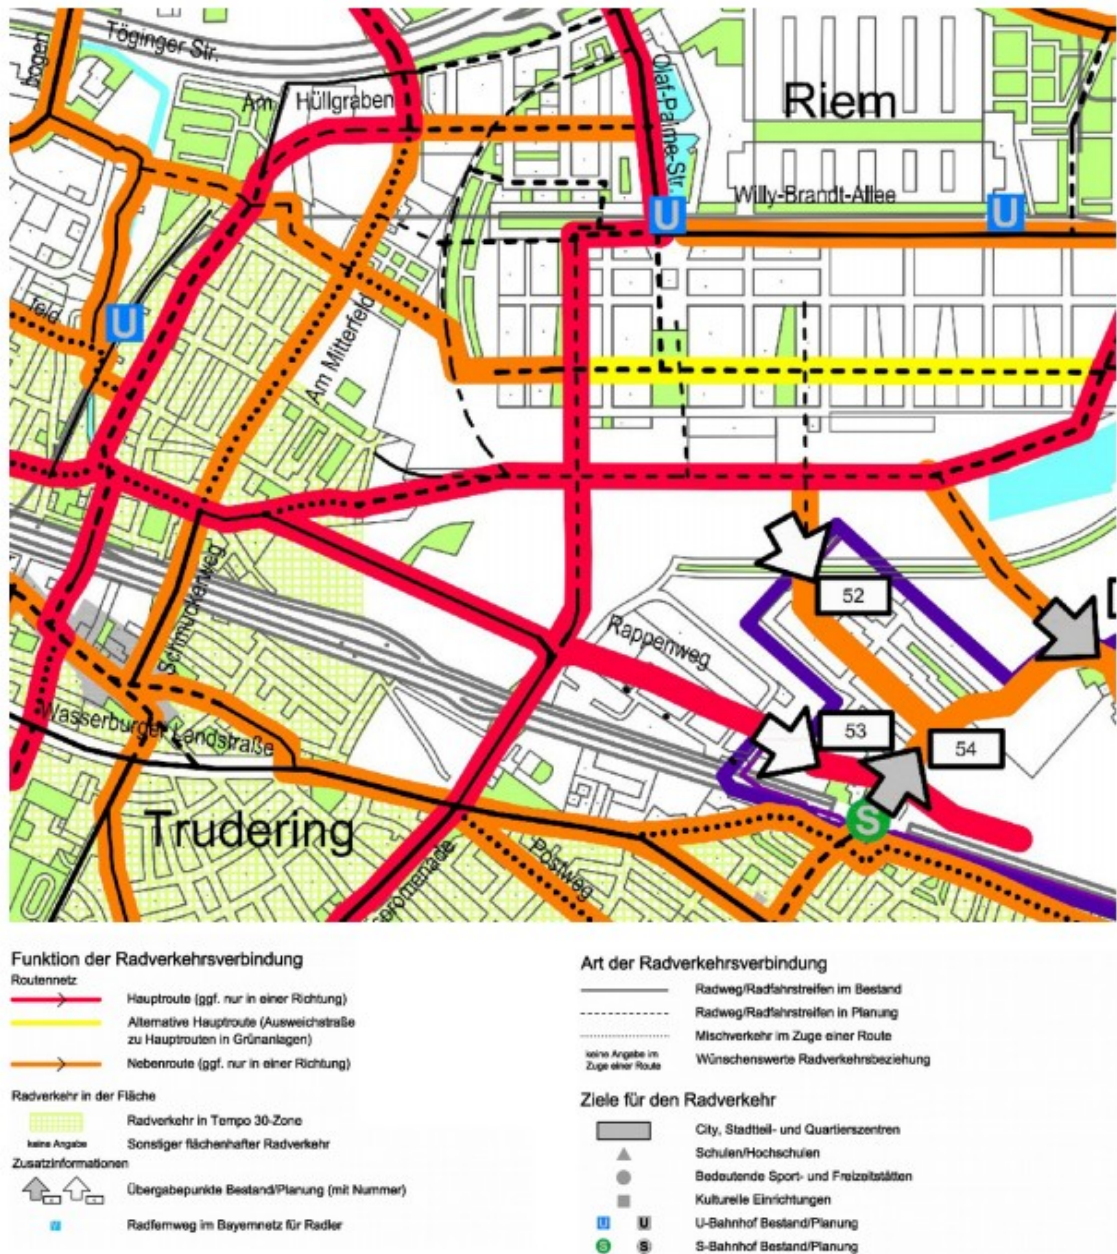 Töginger Str.
bogen
Am Hüllgraben
Olaf-Palme-Str.
Riem
Willy-Brandt-Allee
U
U
feld
U
Am Mitterfeld
Schmuckerweg
Rappenweg
52
53
54
Wasserburger Landstraße
S
Trudering
Postweg
promenade
Funktion der Radverkehrsverbindung
Routennetz
Hauptroute (ggf. nur in einer Richtung)
Alternative Hauptroute (Ausweichstraße
zu Hauptrouten in Grünanlagen)
Nebenroute (ggf. nur in einer Richtung)
Radverkehr in der Fläche
Radverkehr in Tempo 30-Zone
keine Angabe Sonstiger flächenhafter Radverkehr
Zusatzinformationen
Übergabepunkte Bestand/Planung (mit Nummer)
Radfernweg im Bayernnetz für Radler
Art der Radverkehrsverbindung
Radweg/Radfahrstreifen im Bestand
Radweg/Radfahrstreifen in Planung
Mischverkehr im Zuge einer Route
keine Angabe im
Zuge einer Route
Wünschenswerte Radverkehrsbeziehung
Ziele für den Radverkehr
City, Stadtteil- und Quartierszentren
Schulen/Hochschulen
Bedeutende Sport- und Freizeitstätten
Kulturelle Einrichtungen
U U U-Bahnhof Bestand/Planung
S S S-Bahnhof Bestand/Planung